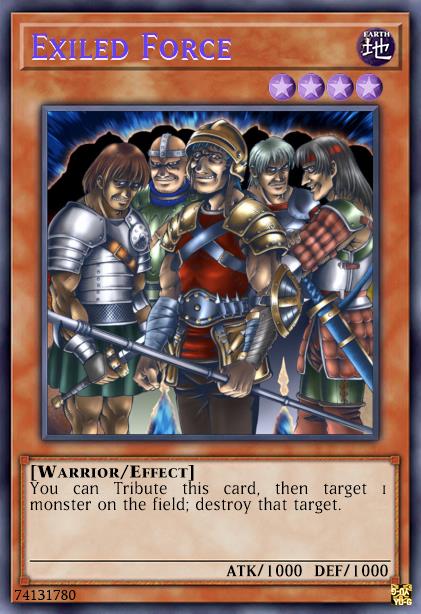 Exiled Force
EARTH
地
[Warrior/Effect]
You can Tribute this card, then target 1
monster on the field; destroy that target.
ATK/1000 DEF/1000
74131780